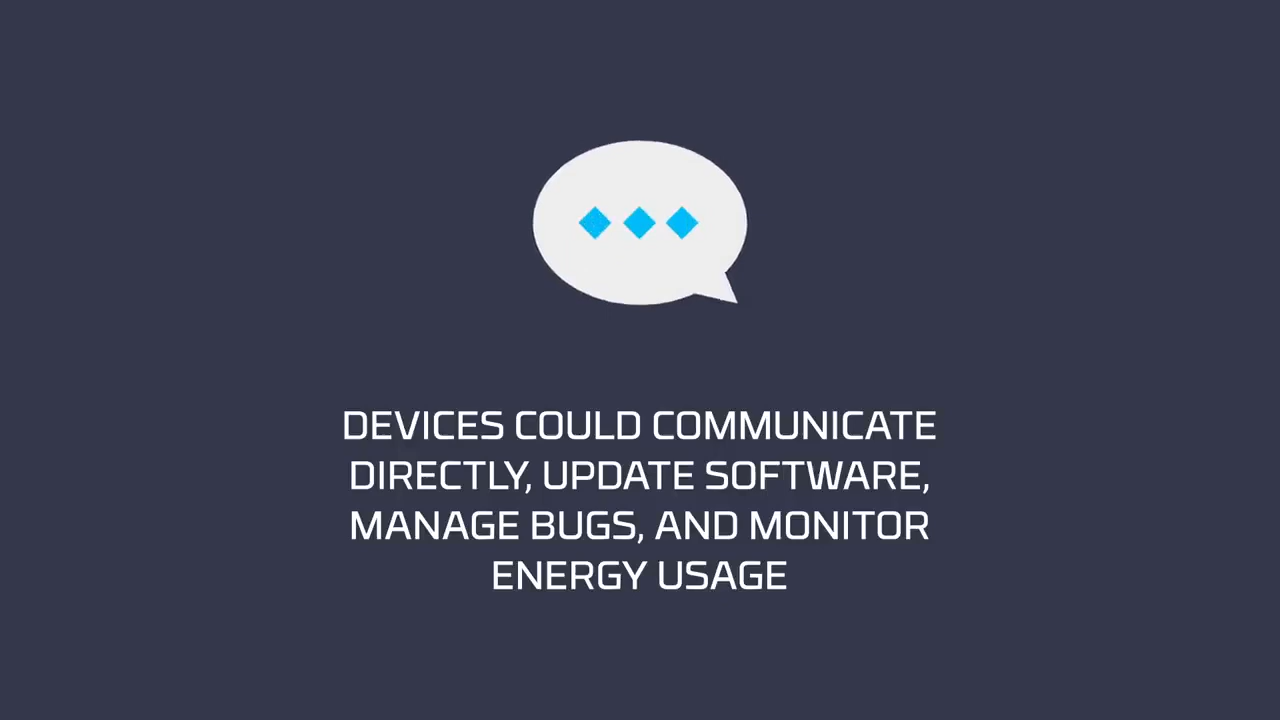 DEVICES COULD COMMUNICATE
DIRECTLY, UPDATE SOFTWARE,
MANAGE BUGS, AND MONITOR
ENERGY USAGE